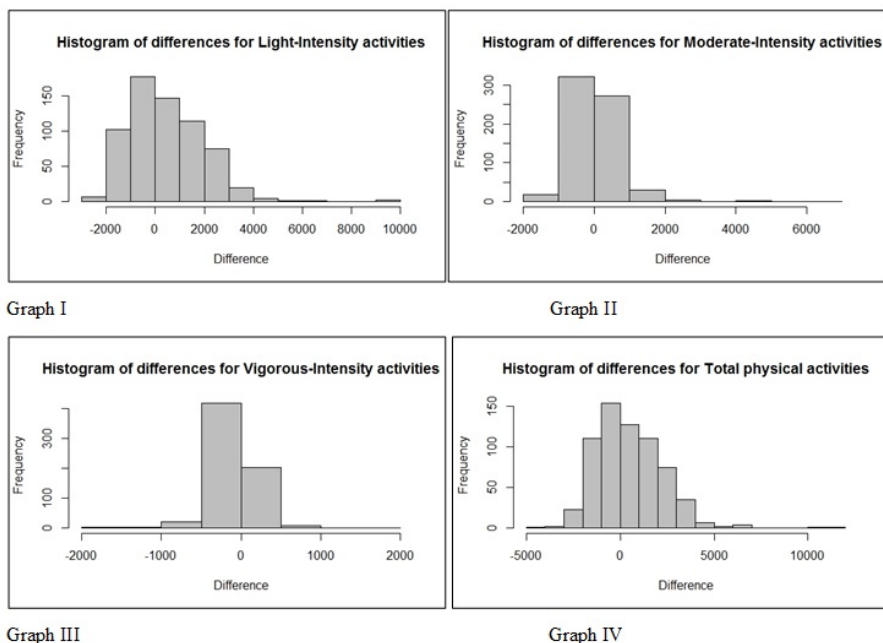 Histogram of differences for Light-Intensity activities
Frequency
0 50 100 150
-2000 0 2000 4000 6000 8000 10000
Difference
Graph I
Histogram of differences for Moderate-Intensity activities
Frequency
0 100 200 300
-2000 0 2000 4000 6000
Difference
Graph II
Histogram of differences for Vigorous-Intensity activities
Frequency
0 100 300
-2000 -1000 0 1000 2000
Difference
Graph III
Histogram of differences for Total physical activities
Frequency
0 50 100 150
-5000 0 5000 10000
Difference
Graph IV